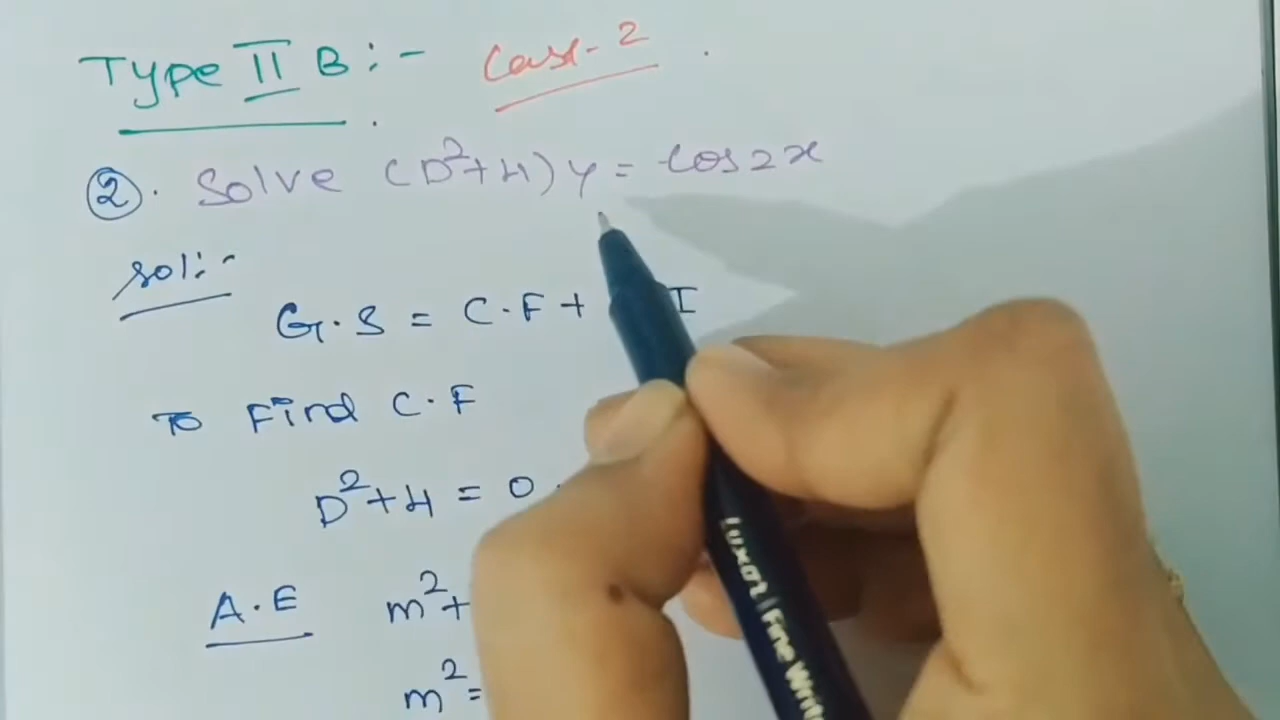 Type II B:- Case-2 .
②. Solve (D²+4)y = cos2x
Sol:-
G.S = C.F + I
To Find C.F
D²+4 = 0.
A.E m²+
m²=
Luxor | Fine Write